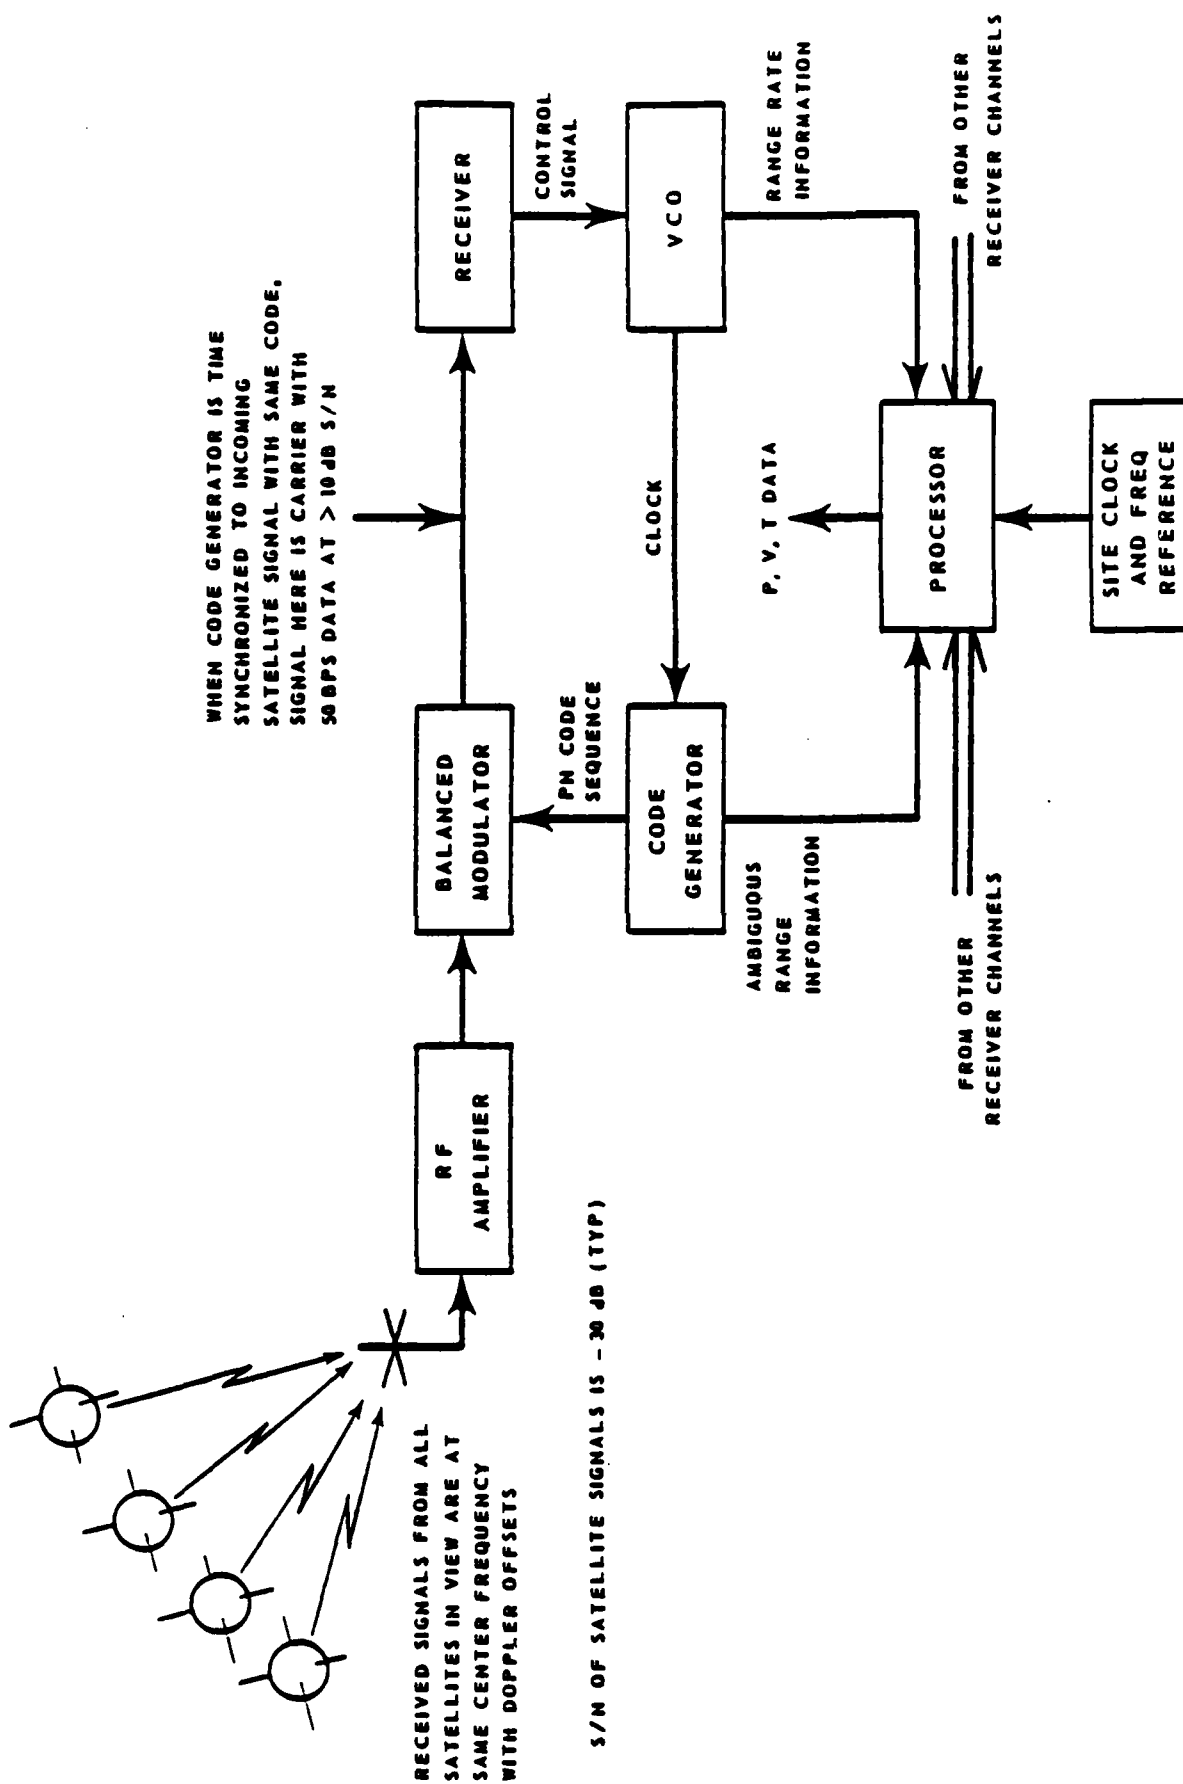 WHEN CODE GENERATOR IS TIME
SYNCHRONIZED TO INCOMING
SATELLITE SIGNAL WITH SAME CODE,
SIGNAL HERE IS CARRIER WITH
50 BPS DATA AT > 10 dB S/N
RECEIVED SIGNALS FROM ALL
SATELLITES IN VIEW ARE AT
SAME CENTER FREQUENCY
WITH DOPPLER OFFSETS
S/N OF SATELLITE SIGNALS IS -30 dB (TYP)
RF
AMPLIFIER
BALANCED
MODULATOR
RECEIVER
PN CODE
SEQUENCE
CONTROL
SIGNAL
CODE
GENERATOR
CLOCK
VCO
AMBIGUOUS
RANGE
INFORMATION
P, V, T DATA
RANGE RATE
INFORMATION
FROM OTHER
RECEIVER CHANNELS
PROCESSOR
FROM OTHER
RECEIVER CHANNELS
SITE CLOCK
AND FREQ
REFERENCE